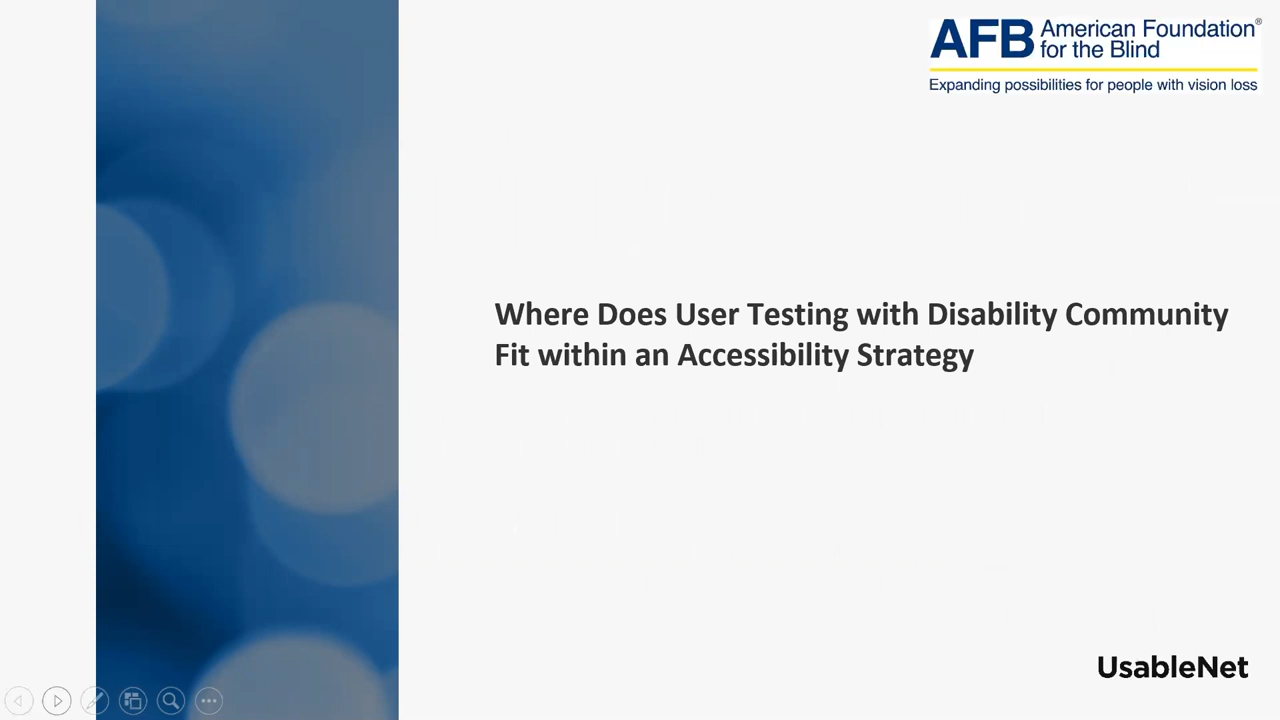 AFB American Foundation®
for the Blind
Expanding possibilities for people with vision loss
Where Does User Testing with Disability Community
Fit within an Accessibility Strategy
UsableNet